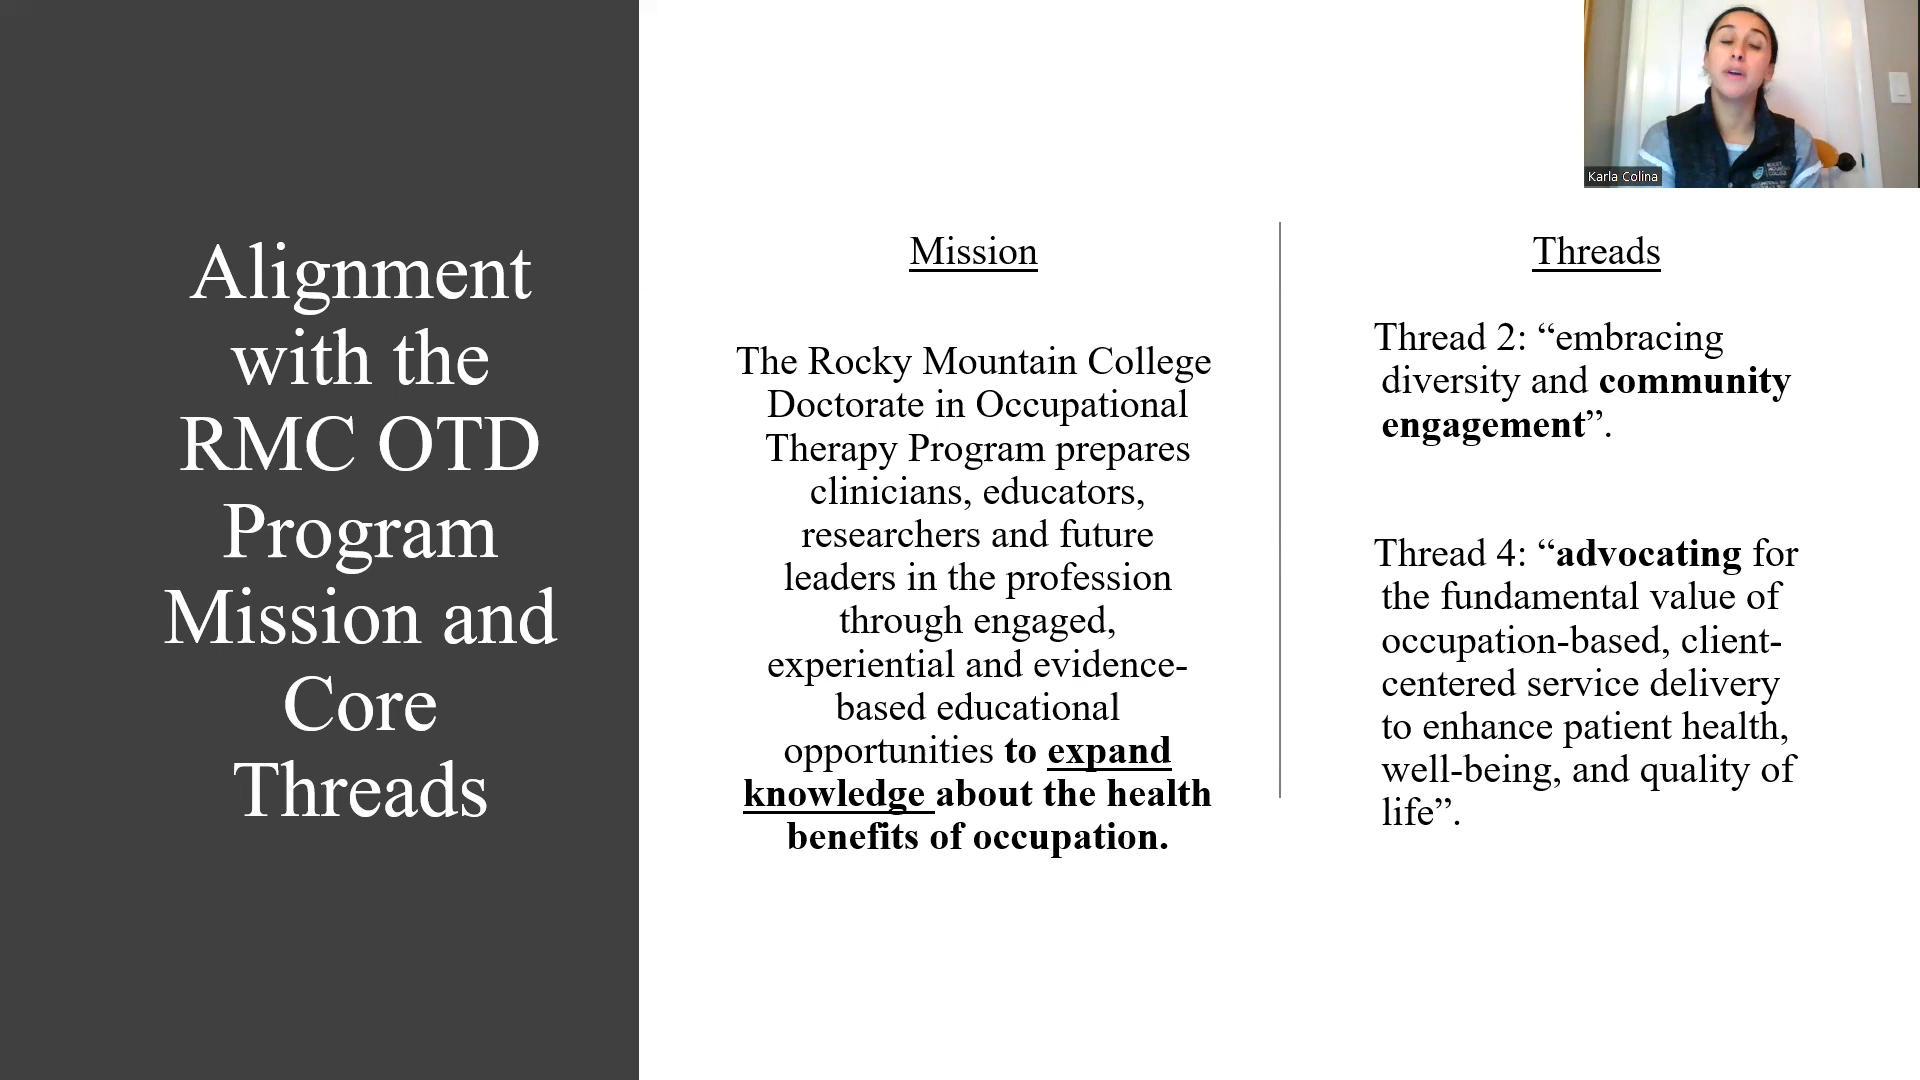 Alignment
with the
RMC OTD
Program
Mission and
Core
Threads
Mission
The Rocky Mountain College
Doctorate in Occupational
Therapy Program prepares
clinicians, educators,
researchers and future
leaders in the profession
through engaged,
experiential and evidence-
based educational
opportunities to expand
knowledge about the health
benefits of occupation.
Threads
Thread 2: “embracing
diversity and community
engagement”.
Thread 4: “advocating for
the fundamental value of
occupation-based, client-
centered service delivery
to enhance patient health,
well-being, and quality of
life”.
Karla Colina
ROCKY
MOUNTAIN
COLLEGE